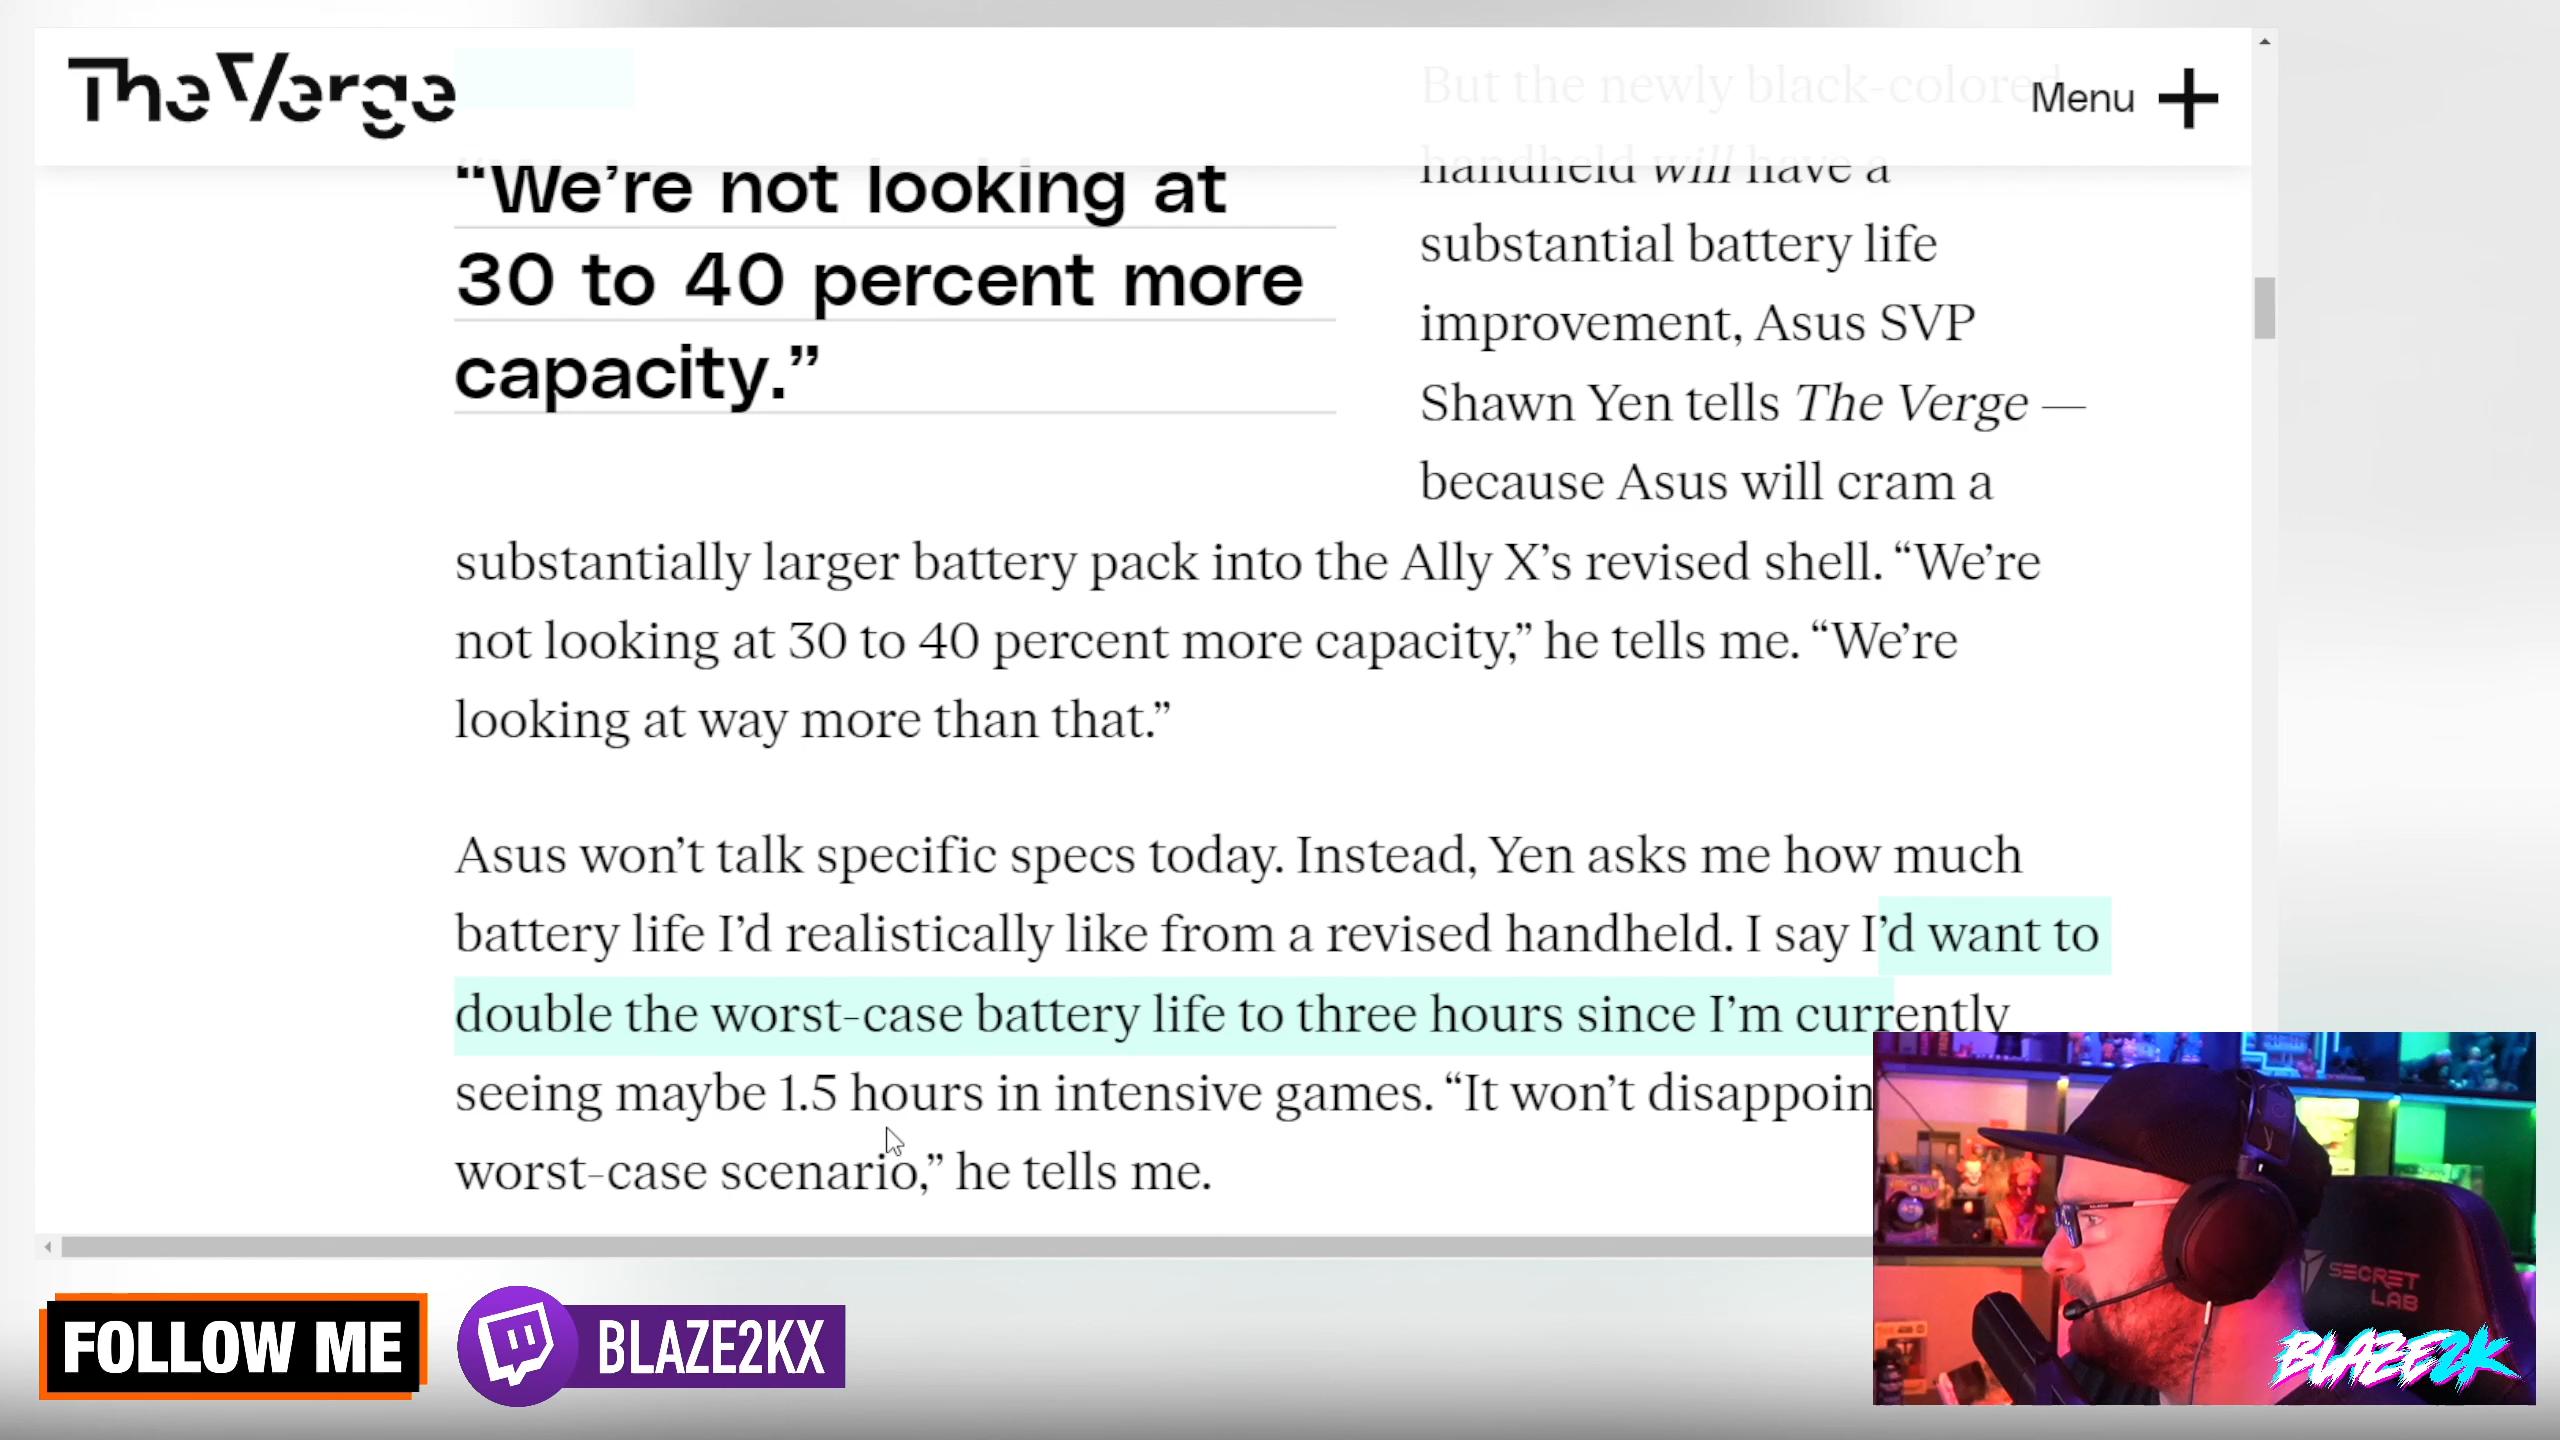 The Verge
Menu
But the newly black-colored
handheld will have a
“We’re not looking at
30 to 40 percent more
capacity.”
substantial battery life
improvement, Asus SVP
Shawn Yen tells The Verge —
because Asus will cram a
substantially larger battery pack into the Ally X’s revised shell. “We’re
not looking at 30 to 40 percent more capacity,” he tells me. “We’re
looking at way more than that.”
Asus won’t talk specific specs today. Instead, Yen asks me how much
battery life I’d realistically like from a revised handheld. I say I’d want to
double the worst-case battery life to three hours since I’m currently
seeing maybe 1.5 hours in intensive games. “It won’t disappoin
worst-case scenario,” he tells me.
SECRET
LAB
BLAZE2K
FOLLOW ME
BLAZE2KX